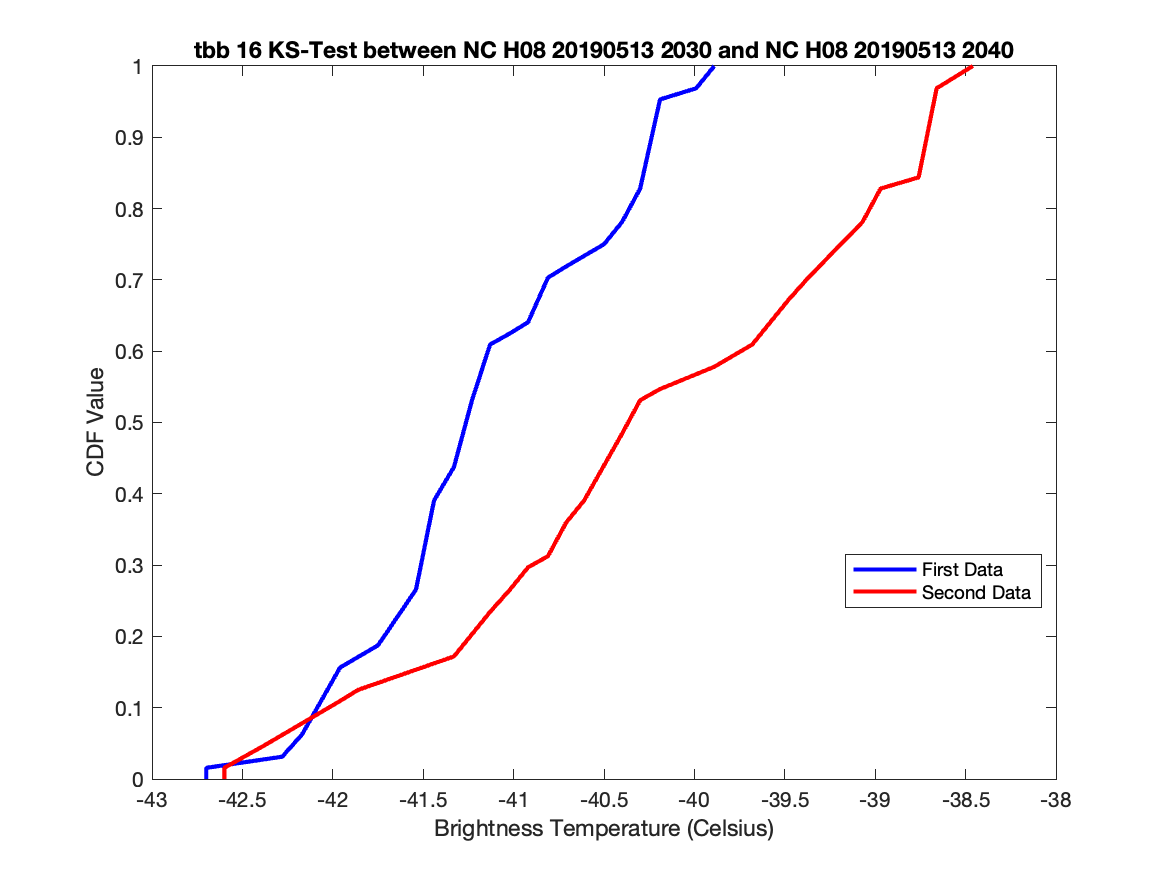 tbb 16 KS-Test between NC H08 20190513 2030 and NC H08 20190513 2040
1
0.9
0.8
0.7
0.6
0.5
0.4
0.3
0.2
0.1
0
CDF Value
First Data
Second Data
-43 -42.5 -42 -41.5 -41 -40.5 -40 -39.5 -39 -38.5 -38
Brightness Temperature (Celsius)